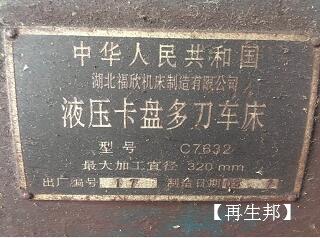 中华人民共和国
湖北福欣机床制造有限公司
液压卡盘多刀车床
型号 C7632
最大加工直径 320 mm
出厂编号 制造日期
【再生邦】